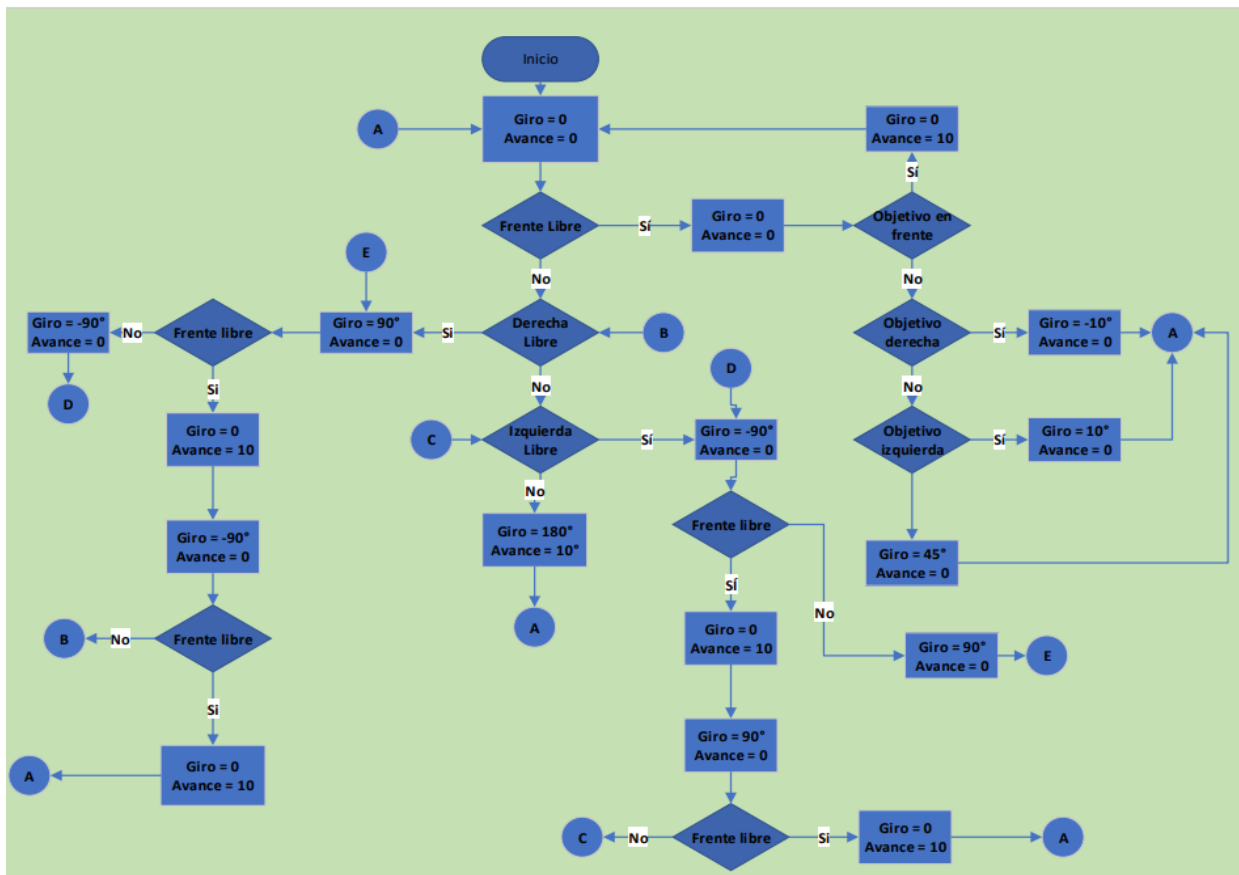 Inicio
A
Giro = 0
Avance = 0
Giro = 0
Avance = 10
Sí
Frente Libre
Sí
Giro = 0
Avance = 0
Objetivo en
frente
E
No
No
Giro = -90°
Avance = 0
No
Frente libre
Giro = 90°
Avance = 0
Si
Derecha
Libre
B
Objetivo
derecha
Sí
Giro = -10°
Avance = 0
A
D
Si
No
D
No
Giro = 0
Avance = 10
C
Izquierda
Libre
Sí
Giro = -90°
Avance = 0
Objetivo
izquierda
Sí
Giro = 10°
Avance = 0
No
Giro = -90°
Avance = 0
Giro = 180°
Avance = 10°
Frente libre
Giro = 45°
Avance = 0
SÍ
No
B
No
Frente libre
A
Giro = 0
Avance = 10
Giro = 90°
Avance = 0
E
Si
A
Giro = 0
Avance = 10
Giro = 90°
Avance = 0
C
No
Frente libre
Si
Giro = 0
Avance = 10
A